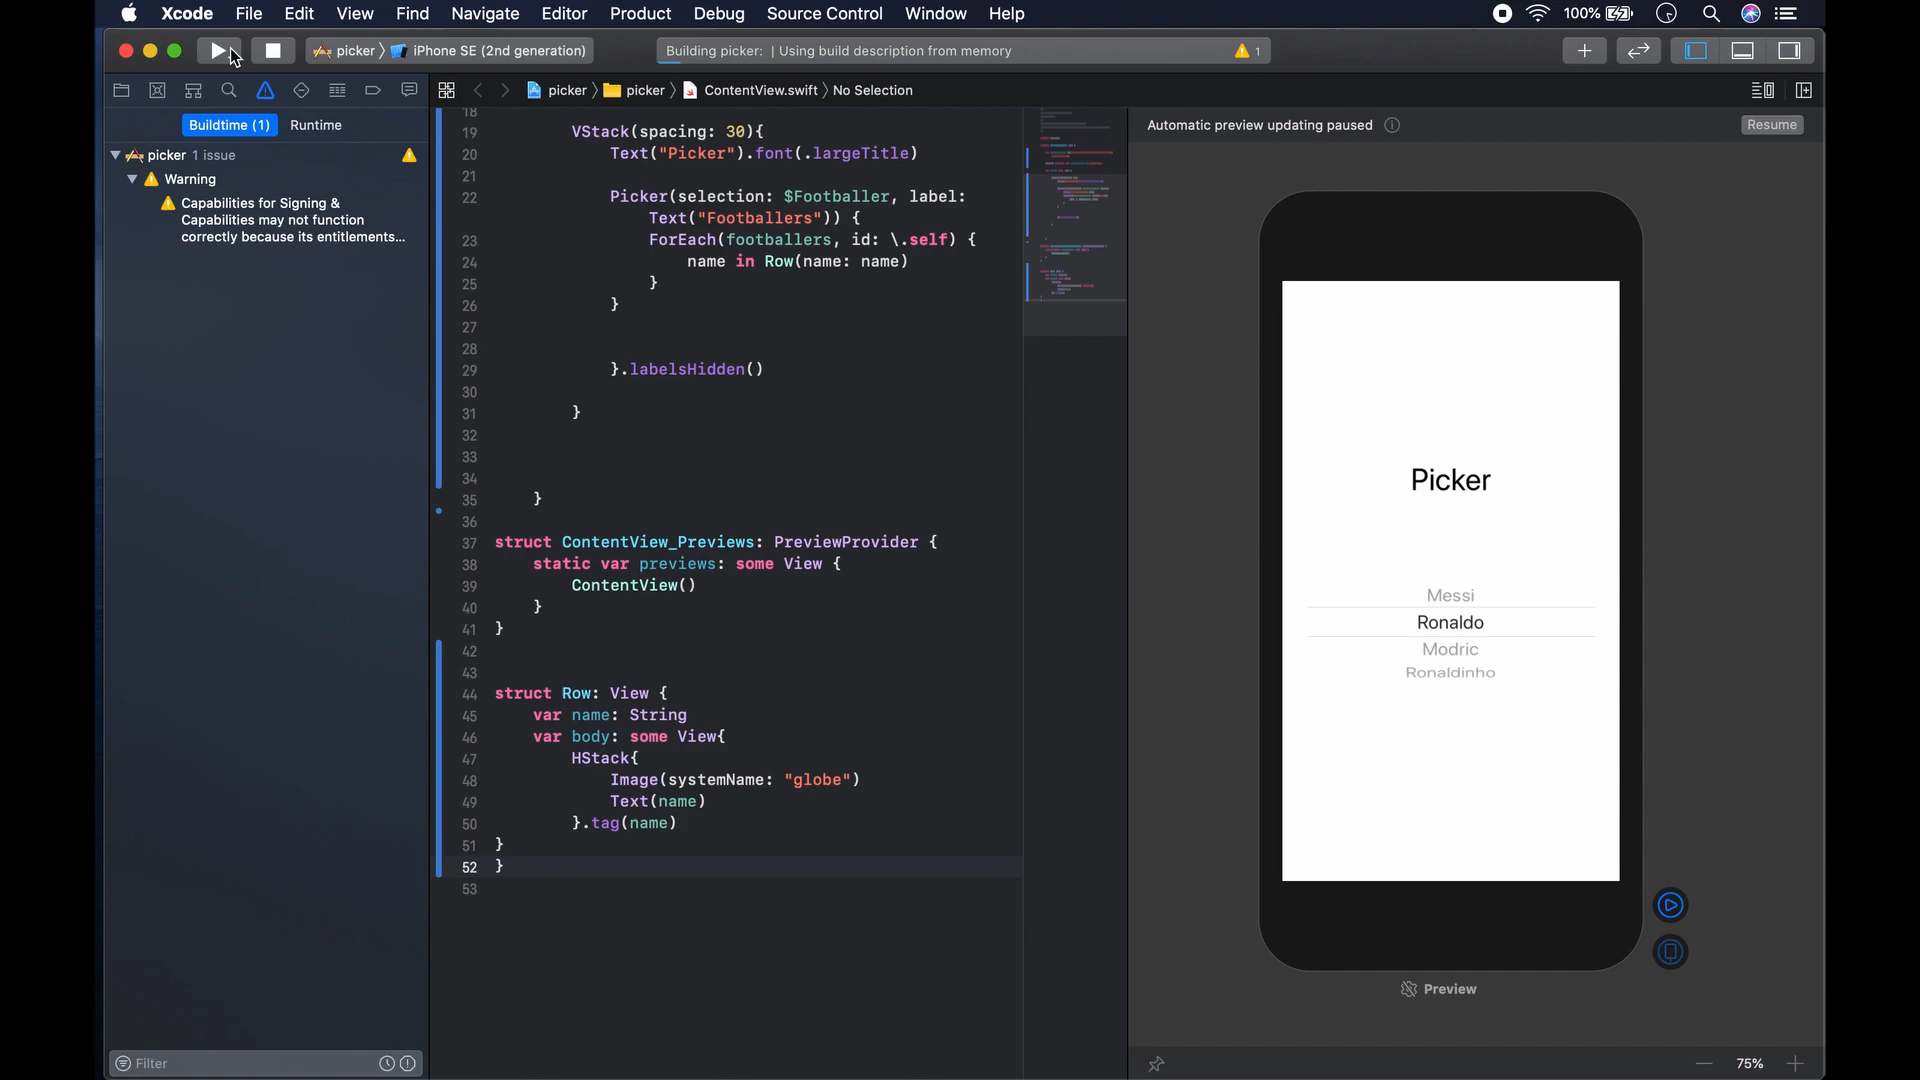 Xcode File Edit View Find Navigate Editor Product Debug Source Control Window Help 100%
picker iPhone SE (2nd generation) Building picker: | Using build description from memory 1
picker picker ContentView.swift No Selection
Buildtime (1) Runtime
picker 1 issue
Warning
Capabilities for Signing &
Capabilities may not function
correctly because its entitlements...
Filter
18
19 VStack(spacing: 30){
20 Text("Picker").font(.largeTitle)
21
22 Picker(selection: $Footballer, label:
Text("Footballers")) {
23 ForEach(footballers, id: \.self) {
24 name in Row(name: name)
25 }
26 }
27
28
29 }.labelsHidden()
30
31 }
32
33
34
35 }
36
37 struct ContentView_Previews: PreviewProvider {
38 static var previews: some View {
39 ContentView()
40 }
41 }
42
43
44 struct Row: View {
45 var name: String
46 var body: some View{
47 HStack{
48 Image(systemName: "globe")
49 Text(name)
50 }.tag(name)
51 }
52 }
53
Automatic preview updating paused Resume
Picker
Messi
Ronaldo
Modric
Ronaldinho
Preview
75%